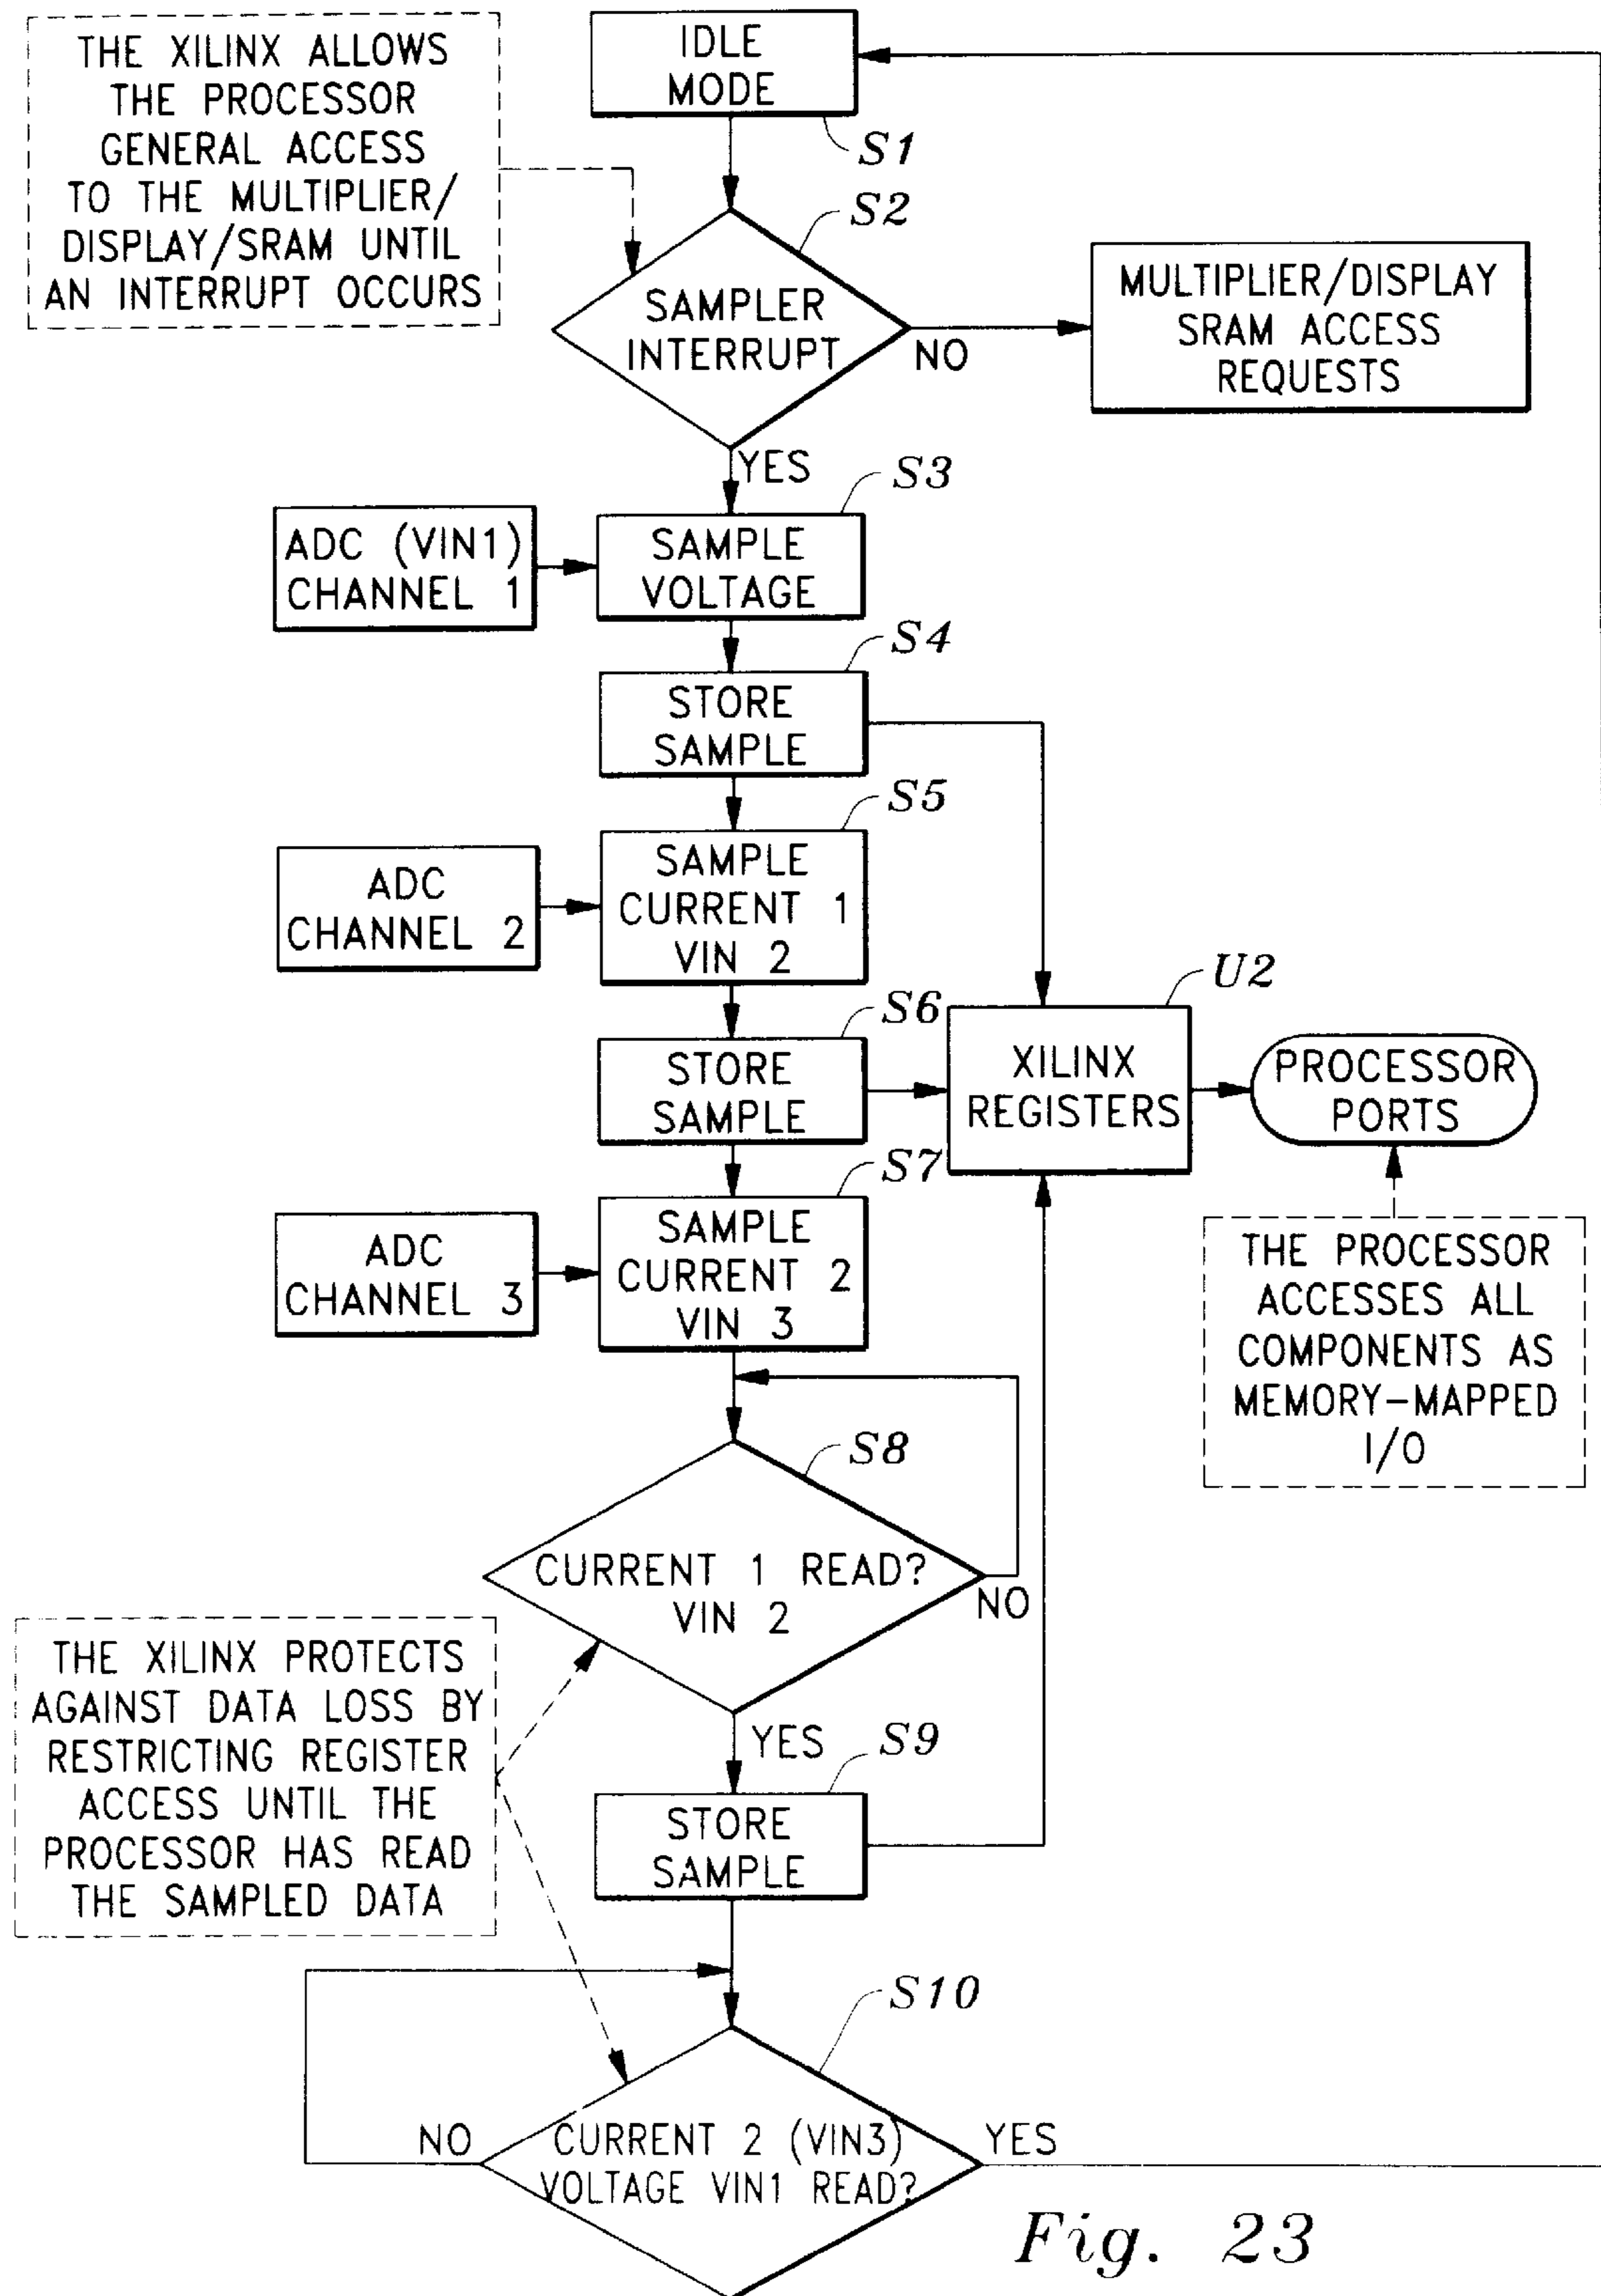 THE XILINX ALLOWS
THE PROCESSOR
GENERAL ACCESS
TO THE MULTIPLIER/
DISPLAY/SRAM UNTIL
AN INTERRUPT OCCURS
IDLE
MODE
S1
S2
SAMPLER
INTERRUPT
NO
MULTIPLIER/DISPLAY
SRAM ACCESS
REQUESTS
YES
S3
ADC (VIN1)
CHANNEL 1
SAMPLE
VOLTAGE
S4
STORE
SAMPLE
S5
ADC
CHANNEL 2
SAMPLE
CURRENT 1
VIN 2
S6
STORE
SAMPLE
U2
XILINX
REGISTERS
PROCESSOR
PORTS
S7
ADC
CHANNEL 3
SAMPLE
CURRENT 2
VIN 3
THE PROCESSOR
ACCESSES ALL
COMPONENTS AS
MEMORY-MAPPED
I/O
S8
CURRENT 1 READ?
VIN 2
NO
THE XILINX PROTECTS
AGAINST DATA LOSS BY
RESTRICTING REGISTER
ACCESS UNTIL THE
PROCESSOR HAS READ
THE SAMPLED DATA
YES
S9
STORE
SAMPLE
S10
NO
CURRENT 2 (VIN3)
VOLTAGE VIN1 READ?
YES
Fig. 23